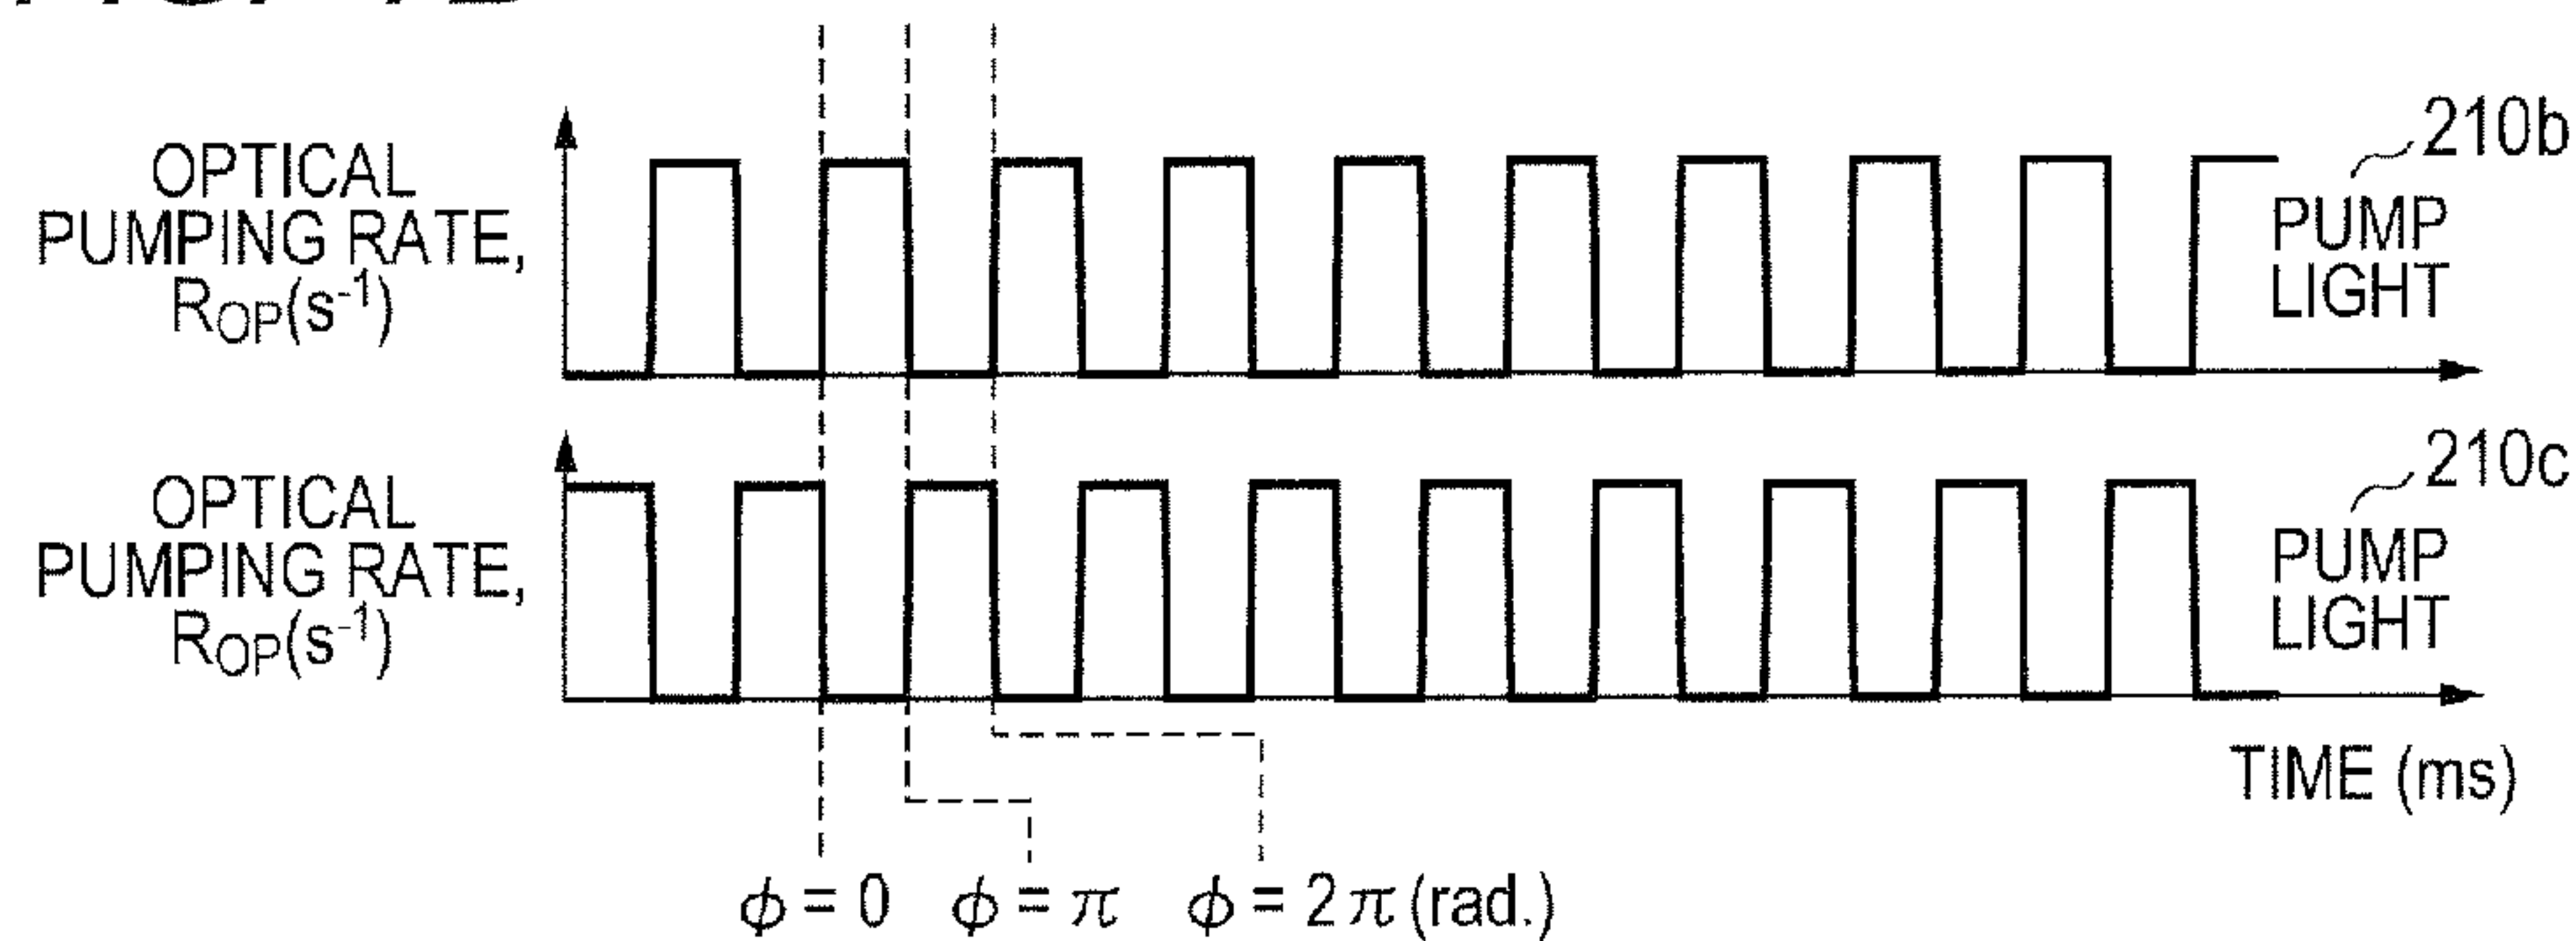 OPTICAL
PUMPING RATE,
ROP(s-1)
210b
PUMP
LIGHT
OPTICAL
PUMPING RATE,
ROP(s-1)
210c
PUMP
LIGHT
TIME (ms)
ϕ = 0 ϕ = π ϕ = 2π (rad.)